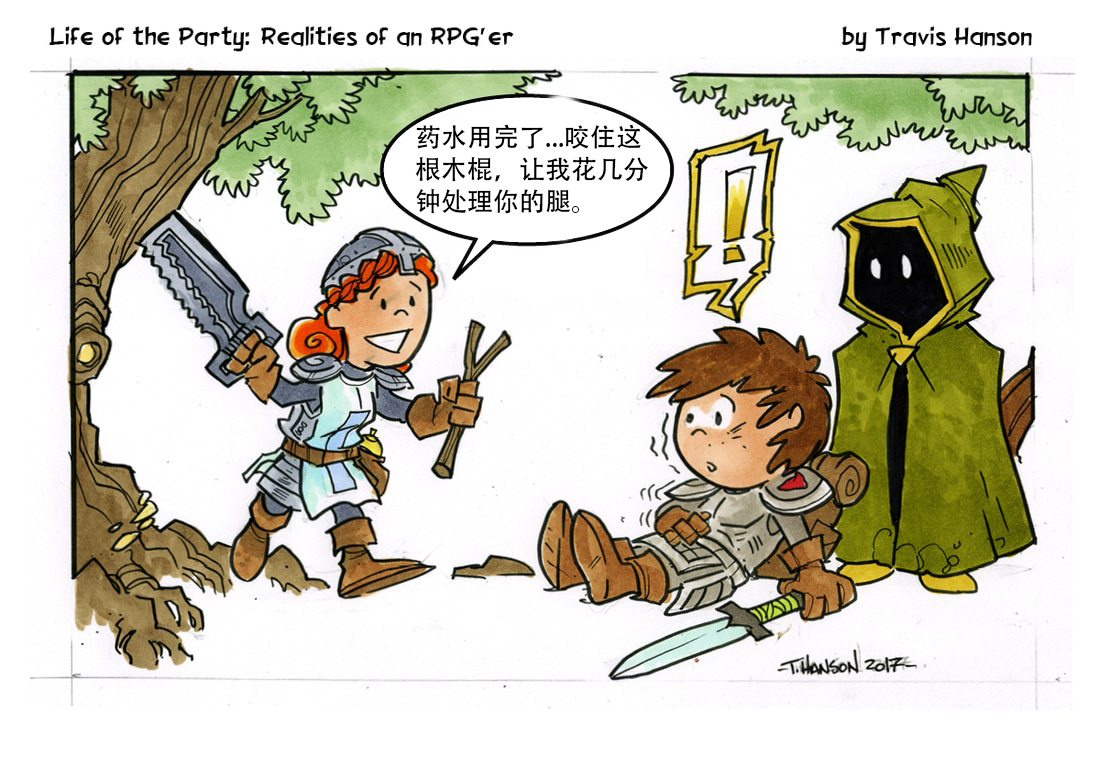 Life of the Party: Realities of an RPG'er
by Travis Hanson
药水用完了...咬住这
根木棍，让我花几分
钟处理你的腿。
!
-T.HANSON 2017-